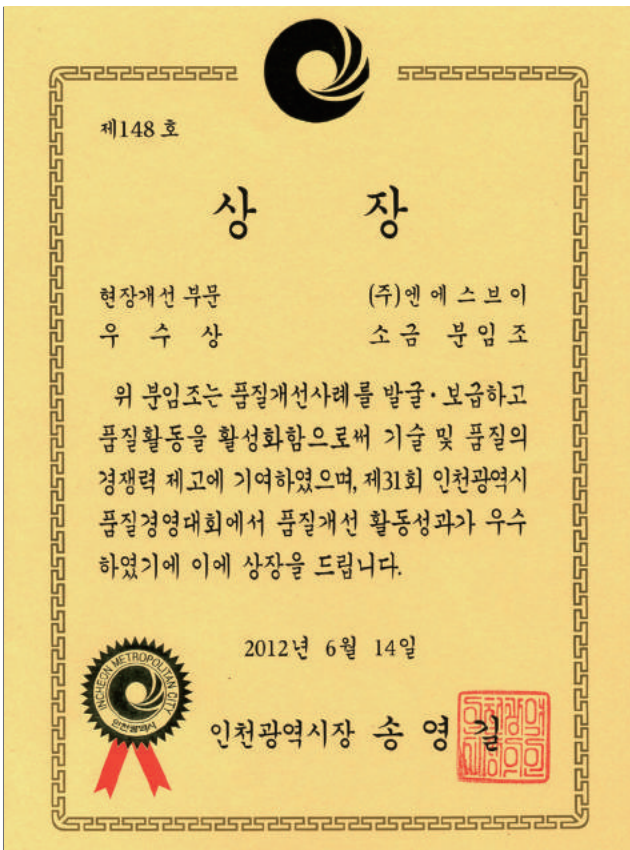 제148 호
상 장
현장개선 부문 (주)엔에스브이
우 수 상 소금 분임조
위 분임조는 품질개선사례를 발굴·보급하고
품질활동을 활성화함으로써 기술 및 품질의
경쟁력 제고에 기여하였으며, 제31회 인천광역시
품질경영대회에서 품질개선 활동성과가 우수
하였기에 이에 상장을 드립니다.
2012년 6월 14일
INCHEON METROPOLITAN CITY
인천광역시
인천광역시장 송 영 길